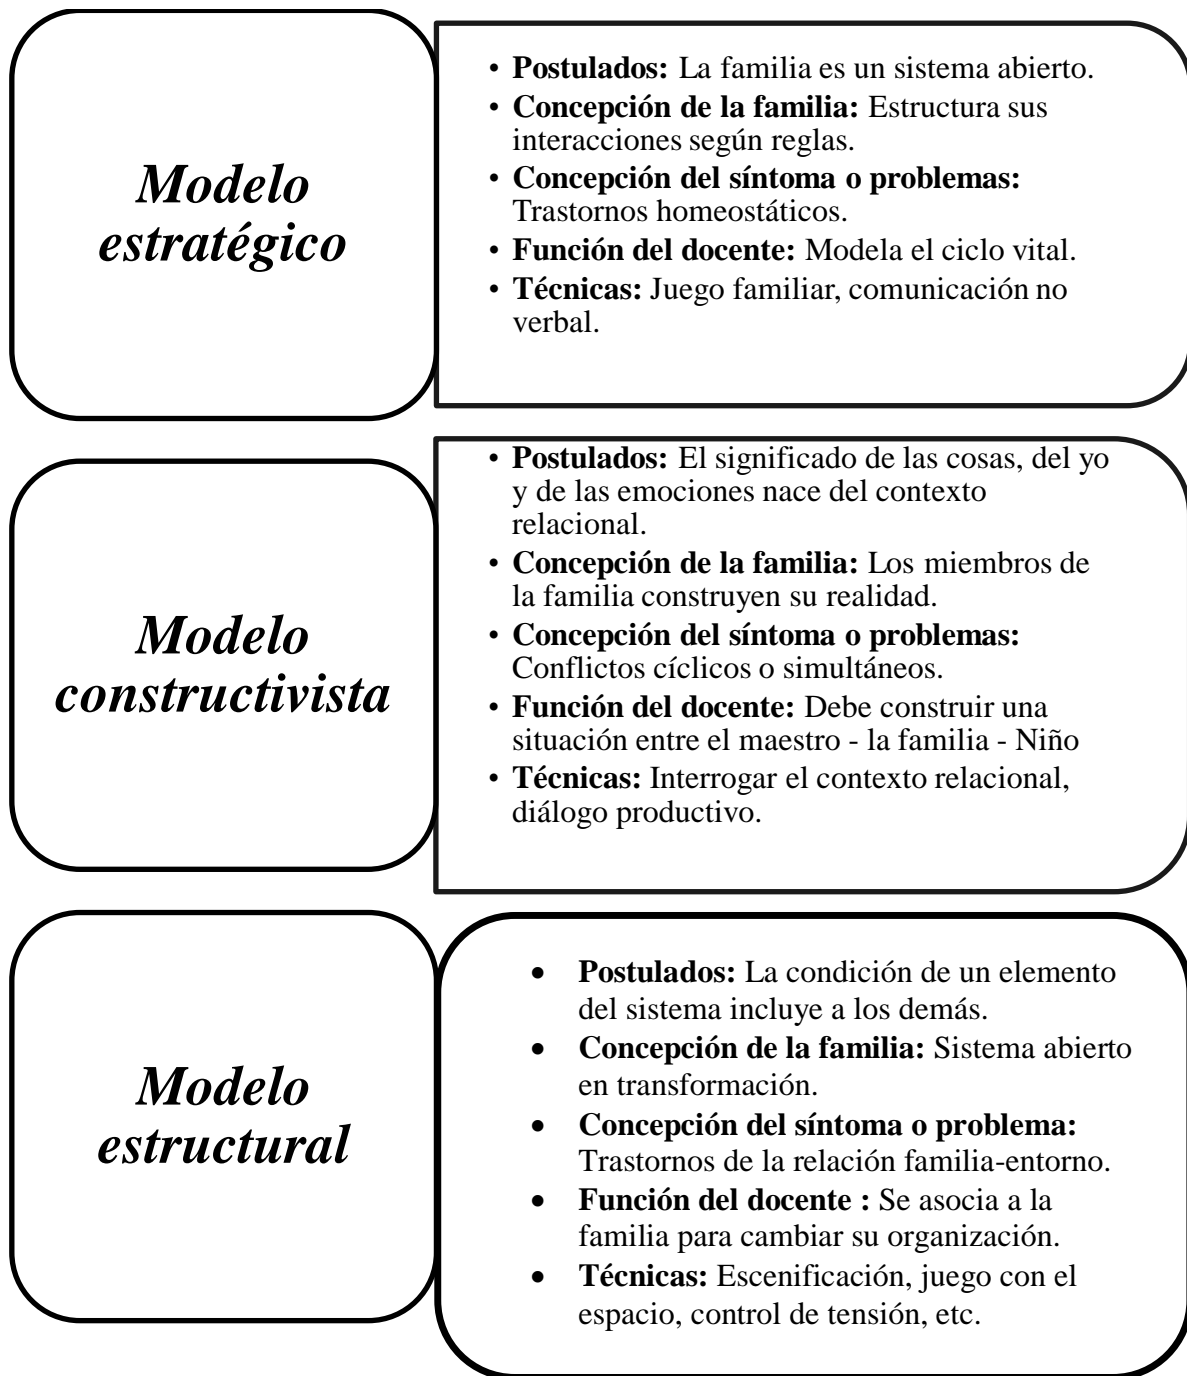 Modelo
estratégico
• Postulados: La familia es un sistema abierto.
• Concepción de la familia: Estructura sus
interacciones según reglas.
• Concepción del síntoma o problemas:
Trastornos homeostáticos.
• Función del docente: Modela el ciclo vital.
• Técnicas: Juego familiar, comunicación no
verbal.
Modelo
constructivista
• Postulados: El significado de las cosas, del yo
y de las emociones nace del contexto
relacional.
• Concepción de la familia: Los miembros de
la familia construyen su realidad.
• Concepción del síntoma o problemas:
Conflictos cíclicos o simultáneos.
• Función del docente: Debe construir una
situación entre el maestro - la familia - Niño
• Técnicas: Interrogar el contexto relacional,
diálogo productivo.
Modelo
estructural
• Postulados: La condición de un elemento
del sistema incluye a los demás.
• Concepción de la familia: Sistema abierto
en transformación.
• Concepción del síntoma o problema:
Trastornos de la relación familia-entorno.
• Función del docente : Se asocia a la
familia para cambiar su organización.
• Técnicas: Escenificación, juego con el
espacio, control de tensión, etc.